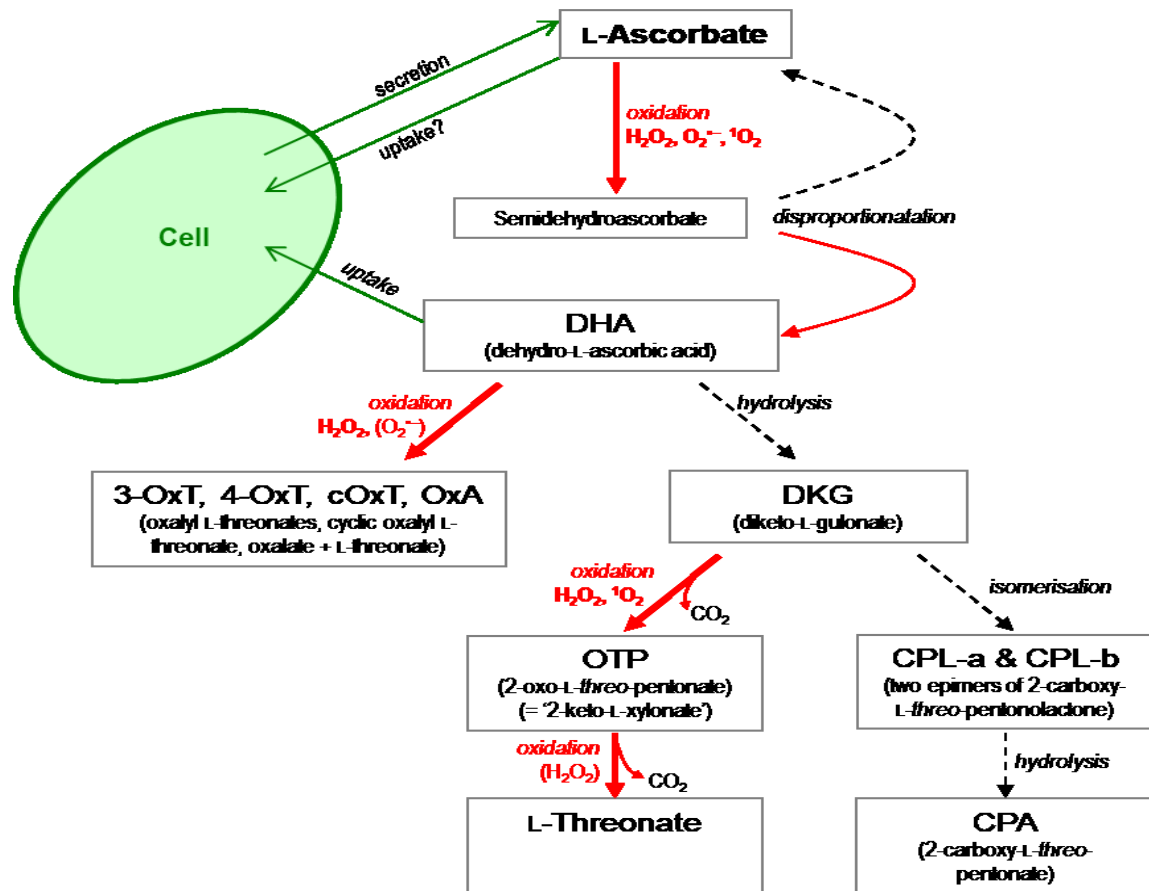 L-Ascorbate
secretion
uptake?
oxidation
H₂O₂, O₂•–, ¹O₂
Semidehydroascorbate
disproportionatation
Cell
uptake
DHA
(dehydro-L-ascorbic acid)
oxidation
H₂O₂, (O₂•–)
hydrolysis
3-OxT, 4-OxT, cOxT, OxA
(oxalyl L-threonates, cyclic oxalyl L-
threonate, oxalate + L-threonate)
DKG
(diketo-L-gulonate)
oxidation
H₂O₂, ¹O₂
CO₂
isomerisation
OTP
(2-oxo-L-threo-pentonate)
(= ‘2-keto-L-xylonate’)
CPL-a & CPL-b
(two epimers of 2-carboxy-
L-threo-pentonolactone)
oxidation
(H₂O₂)
CO₂
hydrolysis
L-Threonate
CPA
(2-carboxy-L-threo-
pentonate)